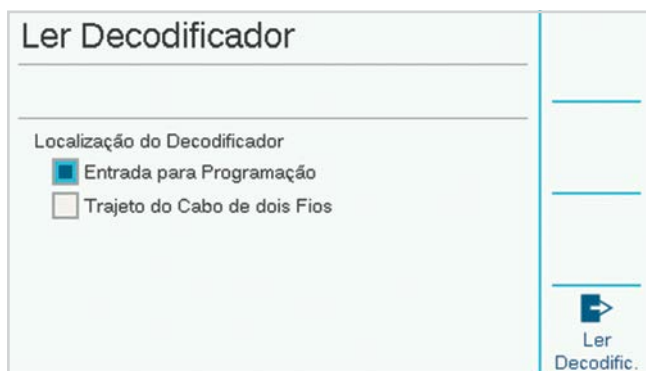 Ler Decodificador
Localização do Decodificador
Entrada para Programação
Trajeto do Cabo de dois Fios
Ler
Decodific.